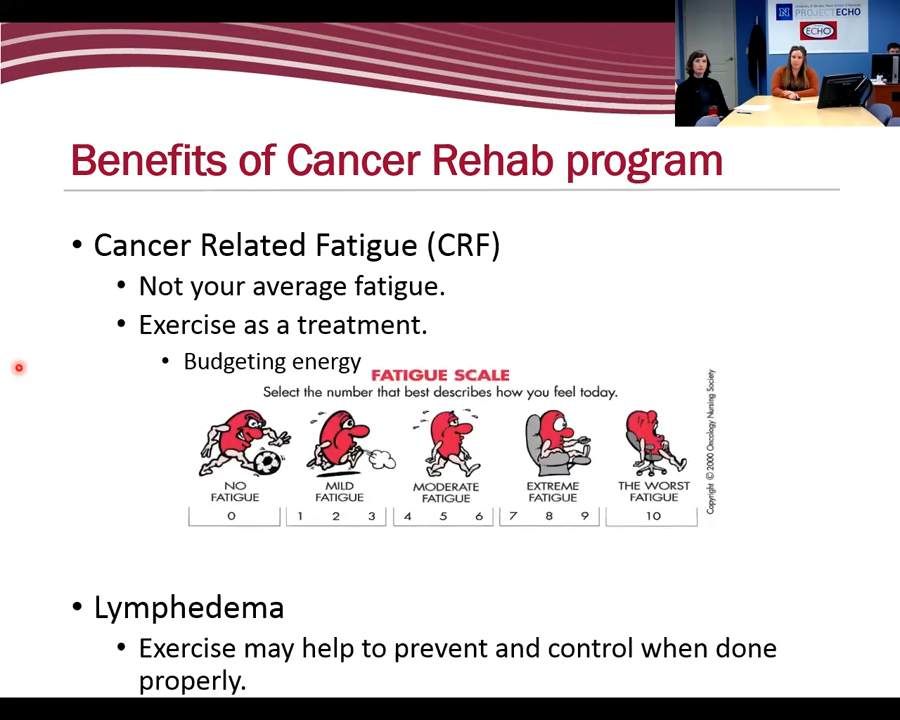 PROJECT ECHO
ECHO
Benefits of Cancer Rehab program
• Cancer Related Fatigue (CRF)
• Not your average fatigue.
• Exercise as a treatment.
• Budgeting energy
FATIGUE SCALE
Select the number that best describes how you feel today.
NO FATIGUE
0
MILD FATIGUE
1 2 3
MODERATE FATIGUE
4 5 6
EXTREME FATIGUE
7 8 9
THE WORST FATIGUE
10
Copyright © 2000 Oncology Nursing Society
• Lymphedema
• Exercise may help to prevent and control when done
properly.